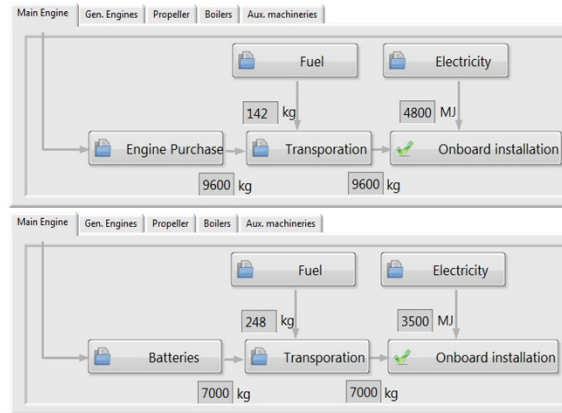 Main Engine Gen. Engines Propeller Boilers Aux. machineries
Fuel Electricity
142 kg 4800 MJ
Engine Purchase Transporation Onboard installation
9600 kg 9600 kg
Main Engine Gen. Engines Propeller Boilers Aux. machineries
Fuel Electricity
248 kg 3500 MJ
Batteries Transporation Onboard installation
7000 kg 7000 kg